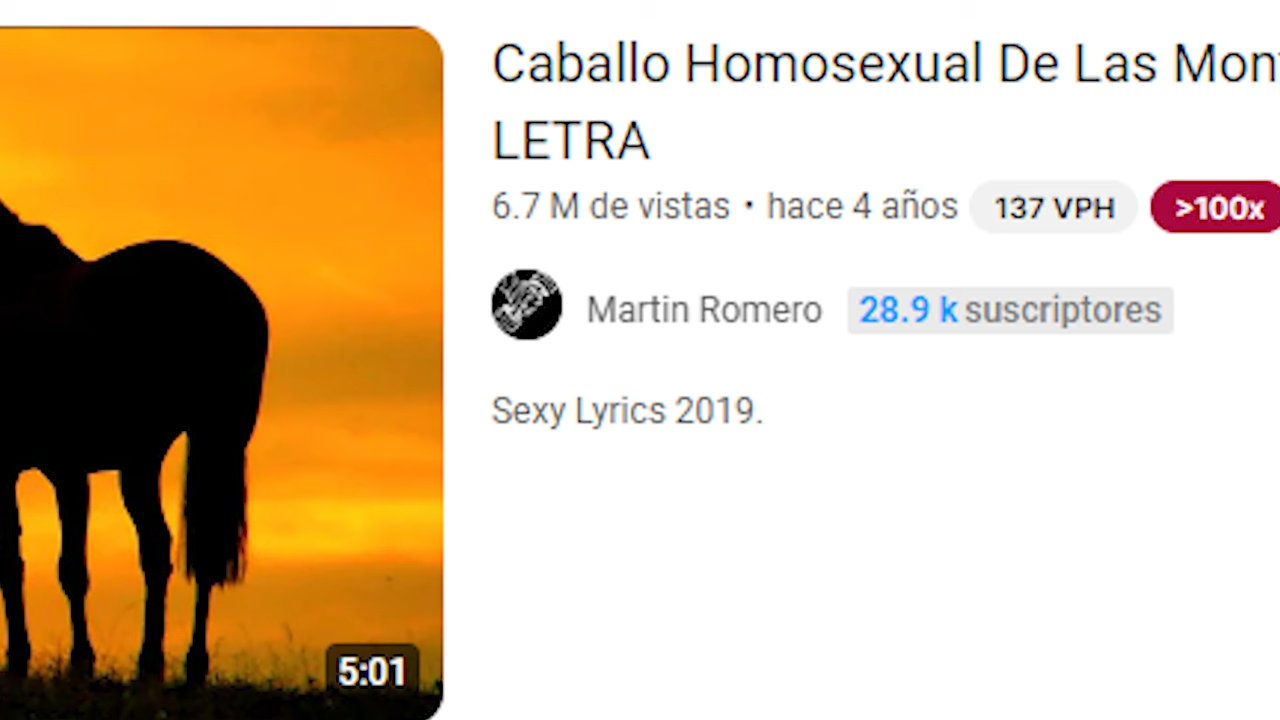 Caballo Homosexual De Las
LETRA
6.7 M de vistas • hace 4 años 137 VPH >100x
Martin Romero 28.9 k suscriptores
Sexy Lyrics 2019.
5:01